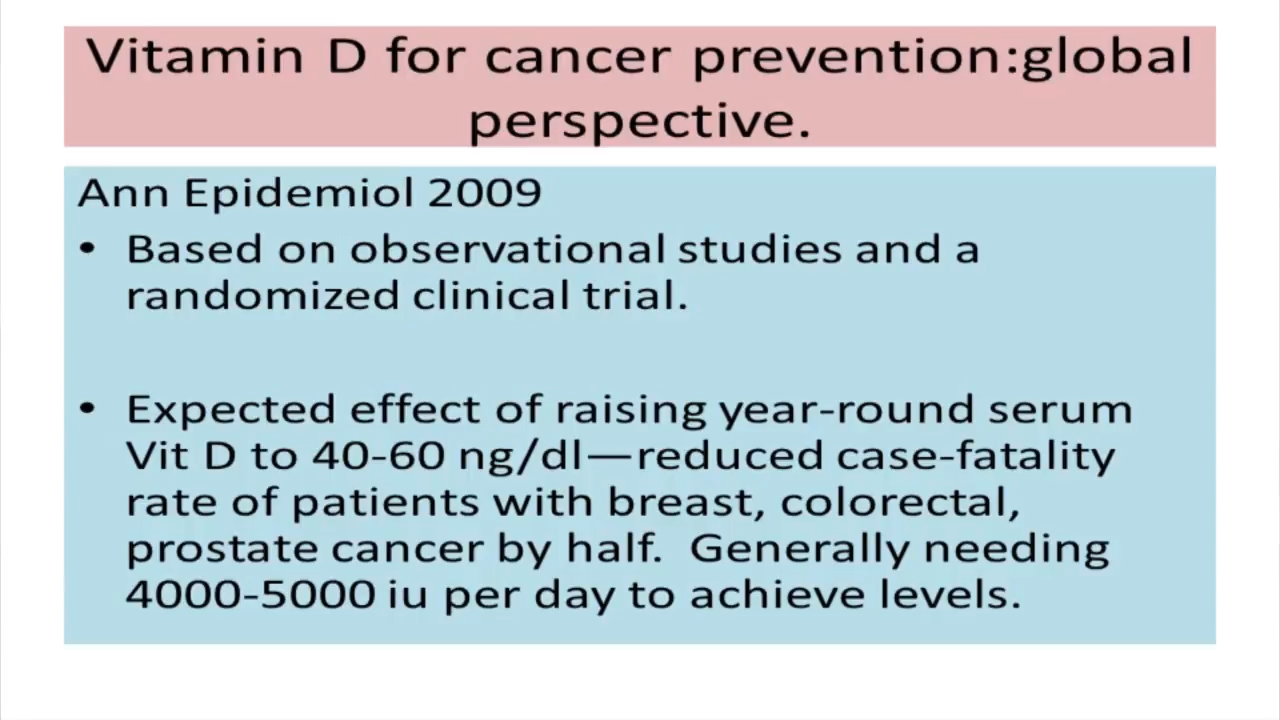 Vitamin D for cancer prevention:global
perspective.
Ann Epidemiol 2009
• Based on observational studies and a
randomized clinical trial.
• Expected effect of raising year-round serum
Vit D to 40-60 ng/dl—reduced case-fatality
rate of patients with breast, colorectal,
prostate cancer by half.  Generally needing
4000-5000 iu per day to achieve levels.